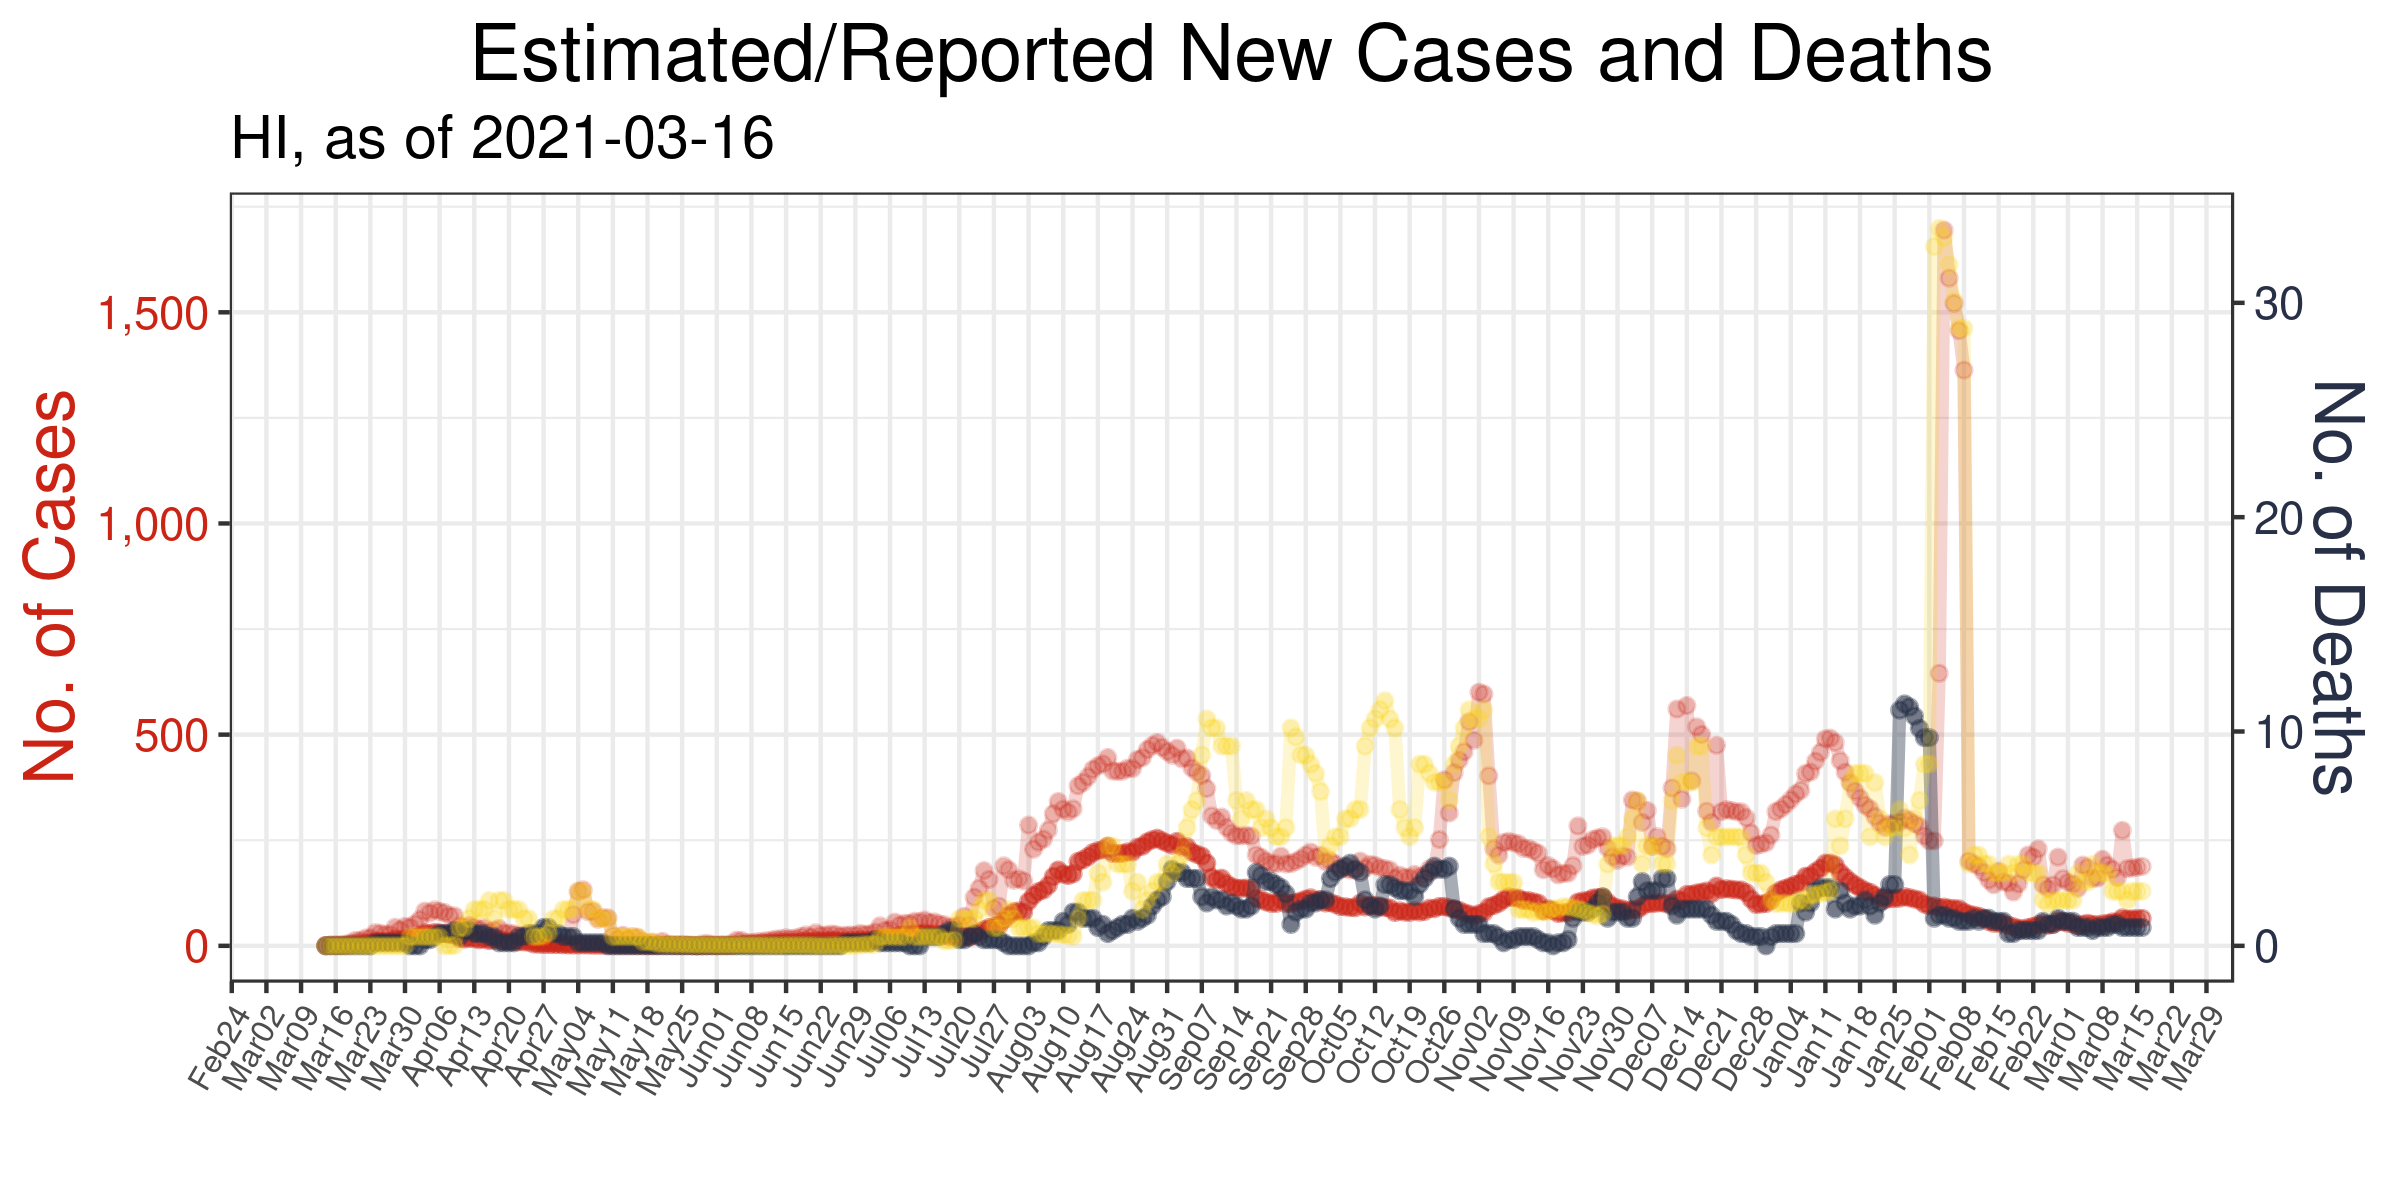 Estimated/Reported New Cases and Deaths
HI, as of 2021-03-16
No. of Cases
1,500
1,000
500
0
30
20
10
0
No. of Deaths
Feb24
Mar02
Mar09
Mar16
Mar23
Mar30
Apr06
Apr13
Apr20
Apr27
May04
May11
May18
May25
Jun01
Jun08
Jun15
Jun22
Jun29
Jul06
Jul13
Jul20
Jul27
Aug03
Aug10
Aug17
Aug24
Aug31
Sep07
Sep14
Sep21
Sep28
Oct05
Oct12
Oct19
Oct26
Nov02
Nov09
Nov16
Nov23
Nov30
Dec07
Dec14
Dec21
Dec28
Jan04
Jan11
Jan18
Jan25
Feb01
Feb08
Feb15
Feb22
Mar01
Mar08
Mar15
Mar22
Mar29